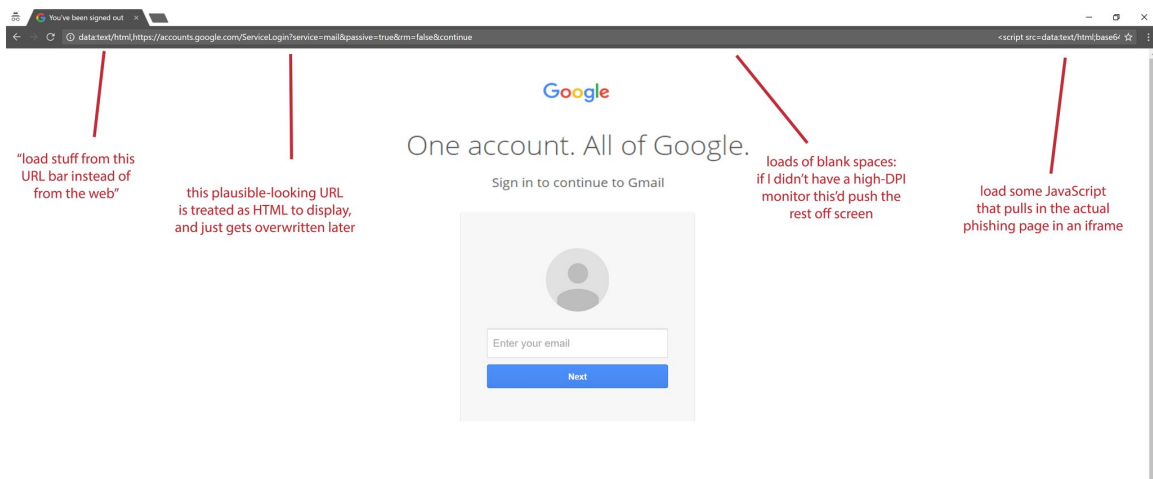 You've been signed out
data:text/html,https://accounts.google.com/ServiceLogin?service=mail&passive=true&rm=false&continue
<script src=data:text/html;base64
Google
One account. All of Google.
Sign in to continue to Gmail
Enter your email
Next
“load stuff from this
URL bar instead of
from the web”
this plausible-looking URL
is treated as HTML to display,
and just gets overwritten later
loads of blank spaces:
if I didn’t have a high-DPI
monitor this’d push the
rest off screen
load some JavaScript
that pulls in the actual
phishing page in an iframe